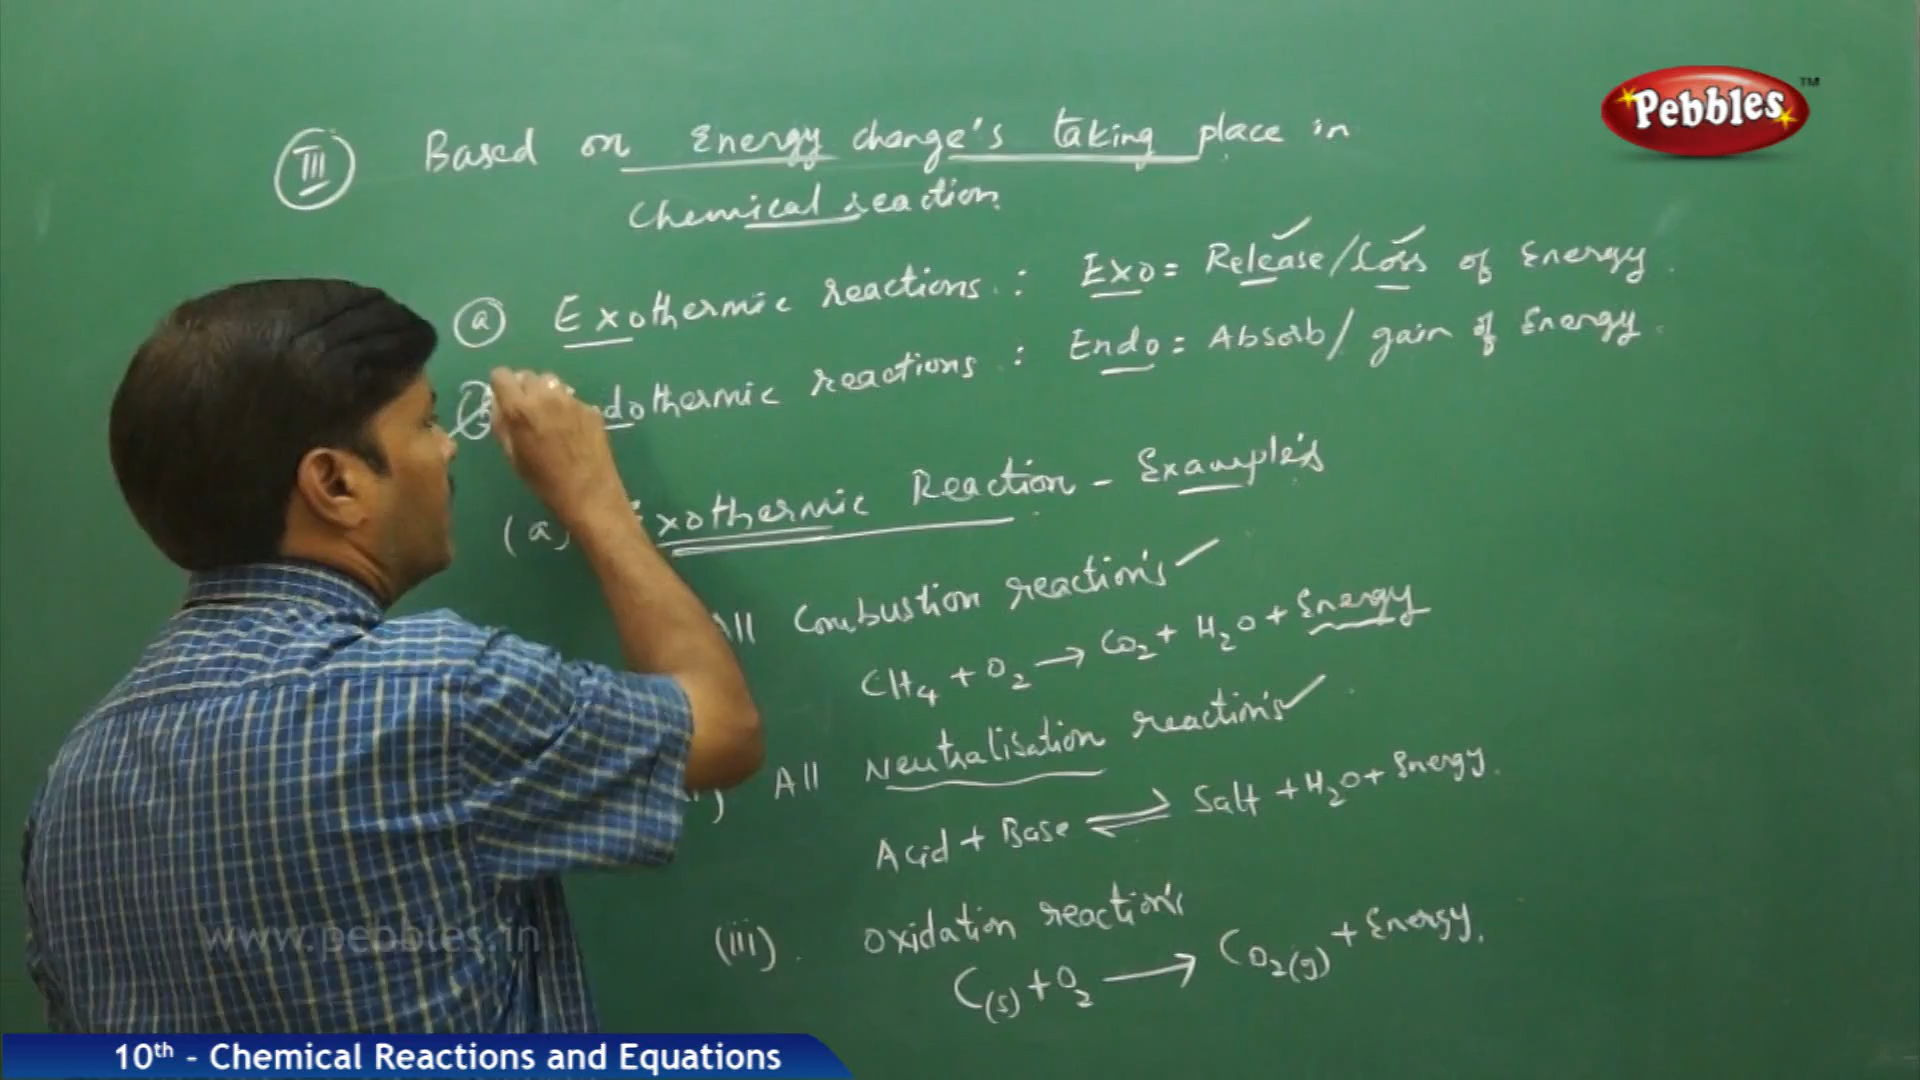 Pebbles™
III Based on Energy change's taking place in
Chemical reaction.
a Exothermic reactions : Exo = Release/Loss of Energy.
dothermic reactions : Endo = Absorb/ gain of Energy.
(a) Exothermic Reaction - Example's
All Combustion reaction's
CH4 + O2 → CO2 + H2O + Energy
All Neutralisation reaction's
Acid + Base ⇌ Salt + H2O + Energy.
(iii). Oxidation reaction's
C(s) + O2 → CO2(g) + Energy.
www.pebbles.in
10th - Chemical Reactions and Equations